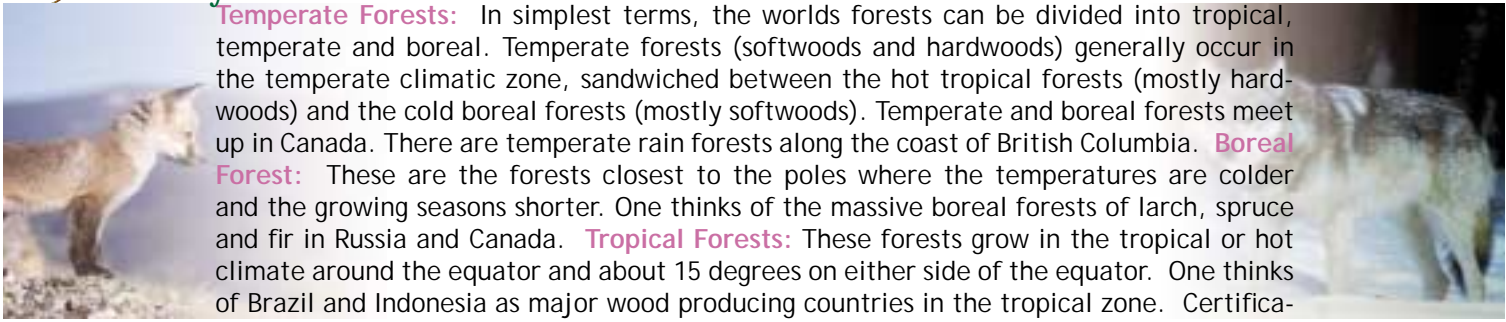 Temperate Forests: In simplest terms, the worlds forests can be divided into tropical,
temperate and boreal. Temperate forests (softwoods and hardwoods) generally occur in
the temperate climatic zone, sandwiched between the hot tropical forests (mostly hard-
woods) and the cold boreal forests (mostly softwoods). Temperate and boreal forests meet
up in Canada. There are temperate rain forests along the coast of British Columbia. Boreal
Forest: These are the forests closest to the poles where the temperatures are colder
and the growing seasons shorter. One thinks of the massive boreal forests of larch, spruce
and fir in Russia and Canada. Tropical Forests: These forests grow in the tropical or hot
climate around the equator and about 15 degrees on either side of the equator. One thinks
of Brazil and Indonesia as major wood producing countries in the tropical zone. Certifica-